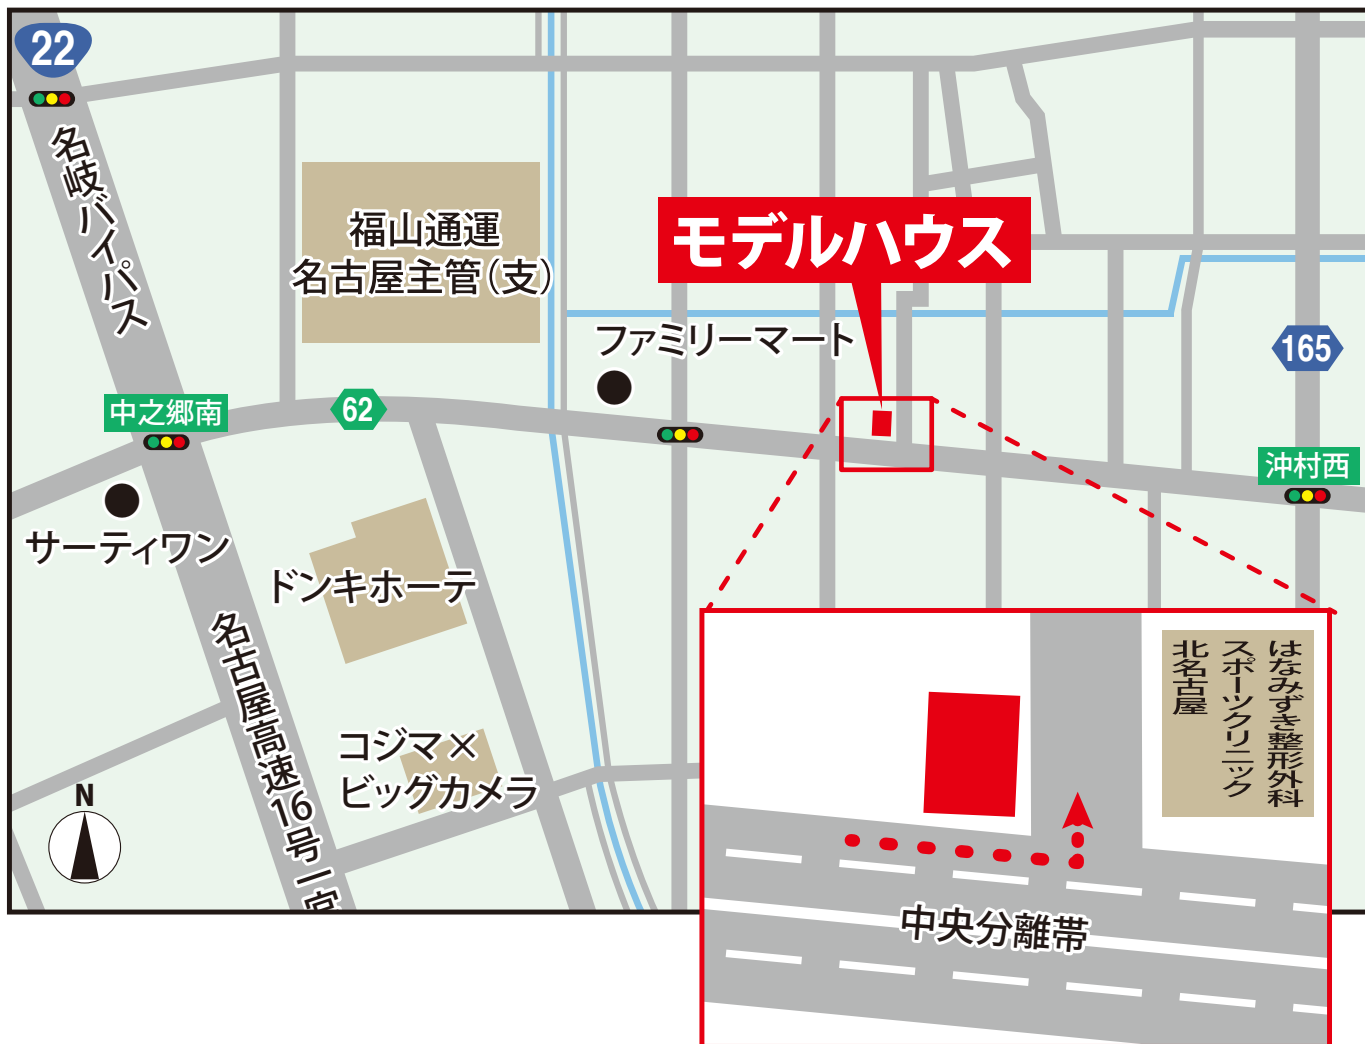 22
名岐バイパス
福山通運
名古屋主管(支)
モデルハウス
ファミリーマート
165
中之郷南
62
沖村西
サーティワン
ドンキホーテ
名古屋高速16号一宮
コジマ×
ビッグカメラ
N
はなみずき整形外科
スポーツクリニック
北名古屋
中央分離帯